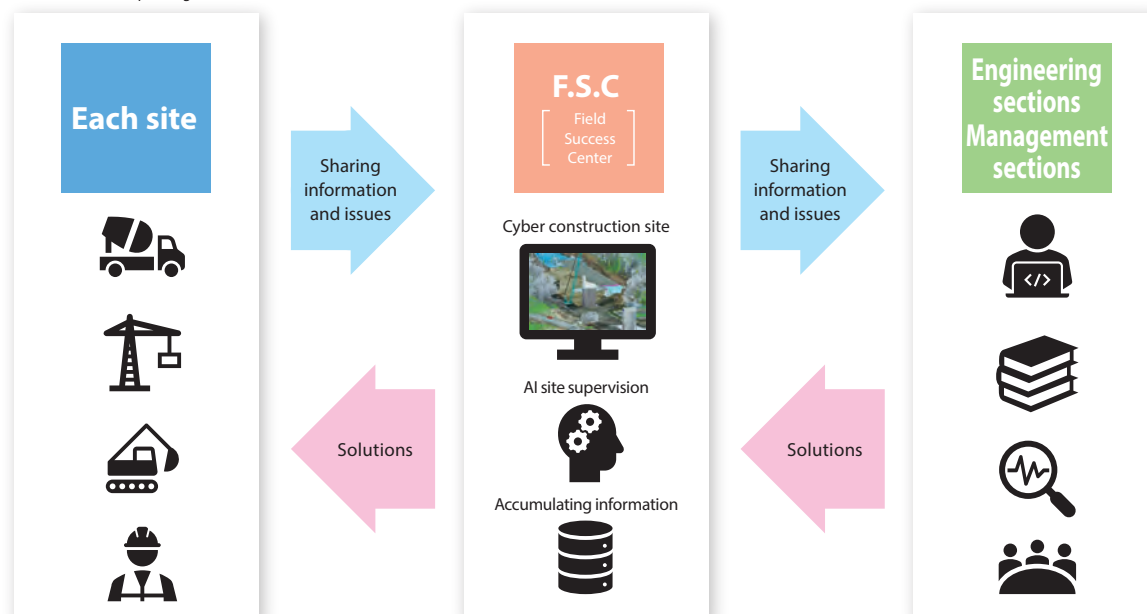 Each site
Sharing
information
and issues
Solutions
F.S.C
Field
Success
Center
Cyber construction site
AI site supervision
Accumulating information
Sharing
information
and issues
Solutions
Engineering
sections
Management
sections
</>